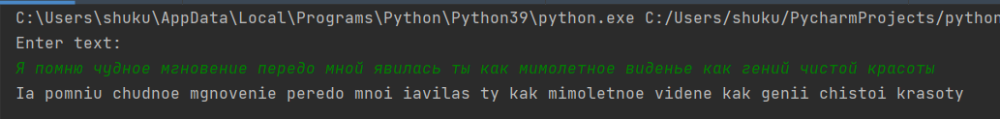 C:\Users\shuku\AppData\Local\Programs\Python\Python39\python.exe C:/Users/shuku/PycharmProjects/python
Enter text:
Я помню чудное мгновение передо мной явилась ты как мимолетное виденье как гений чистой красоты
Ia pomniu chudnoe mgnovenie peredo mnoi iavilas ty kak mimoletnoe videne kak genii chistoi krasoty